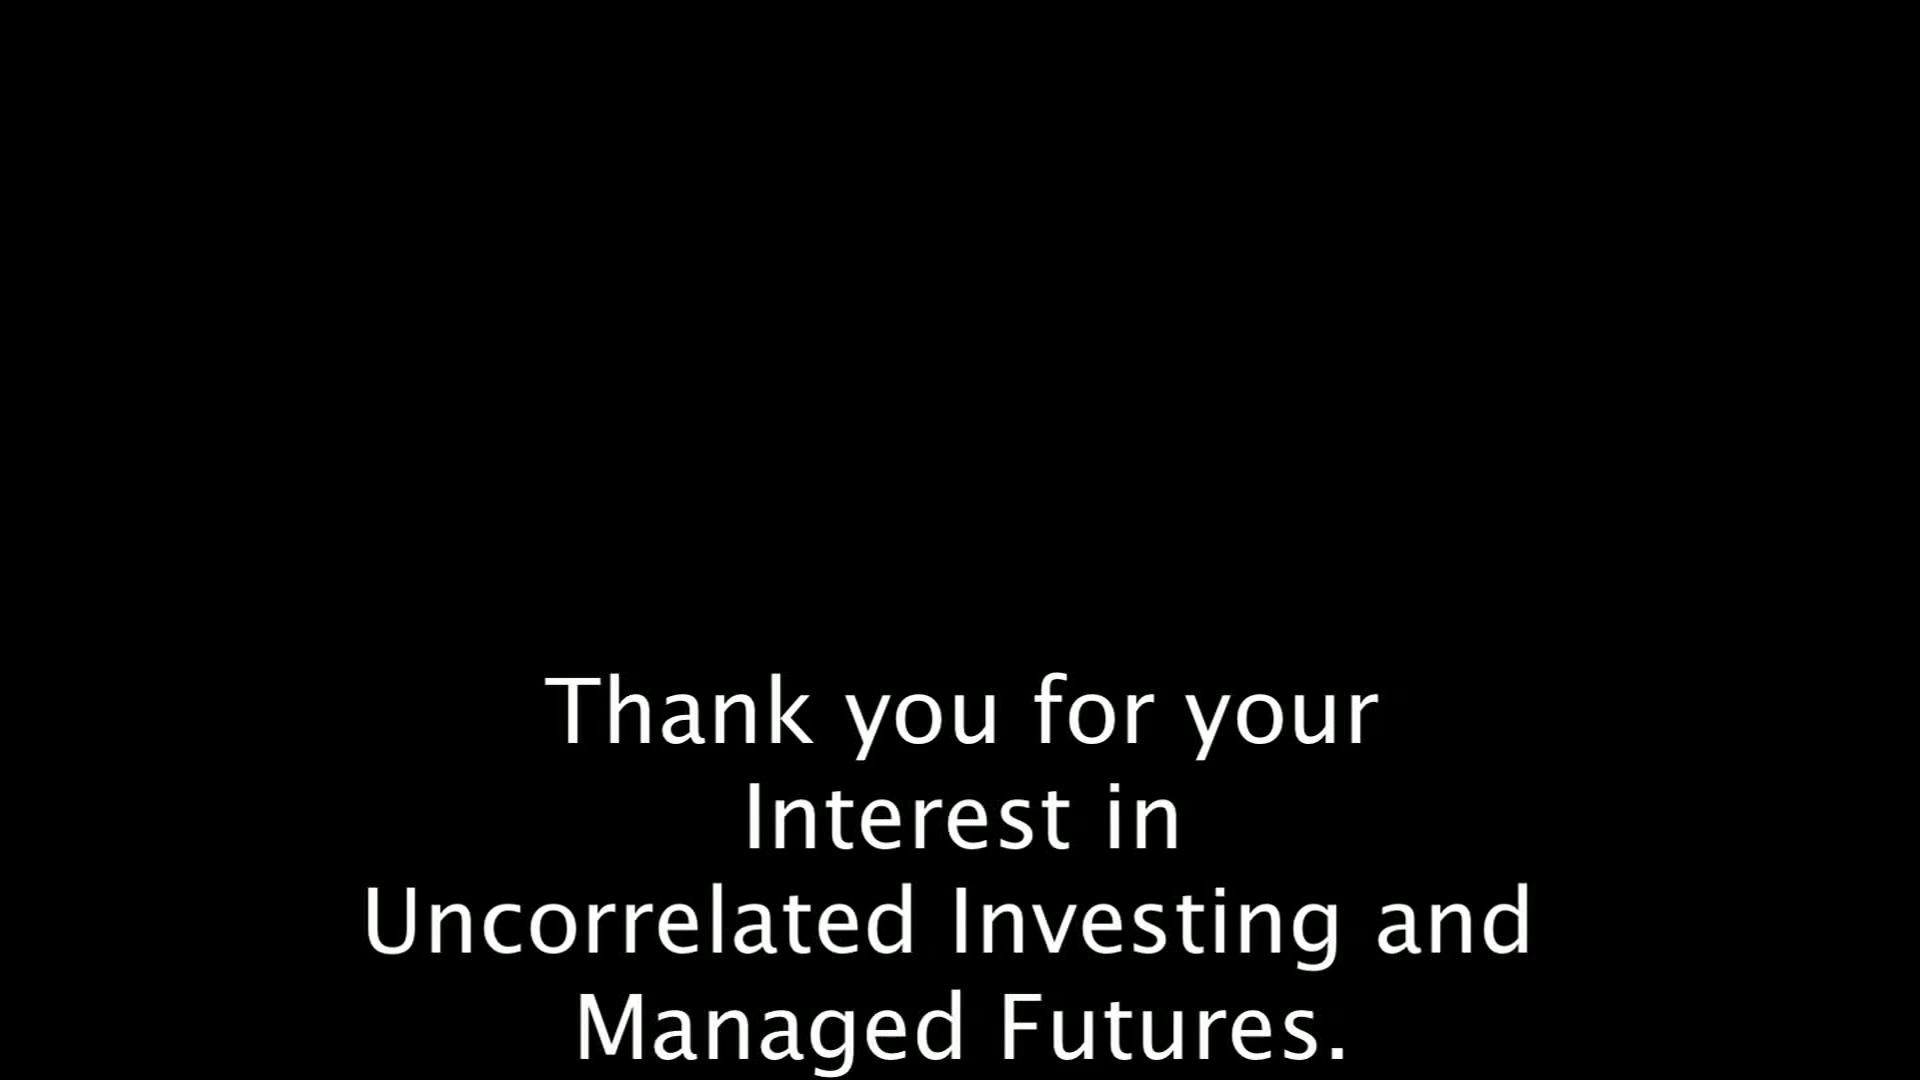 Thank you for your
Interest in
Uncorrelated Investing and
Managed Futures.